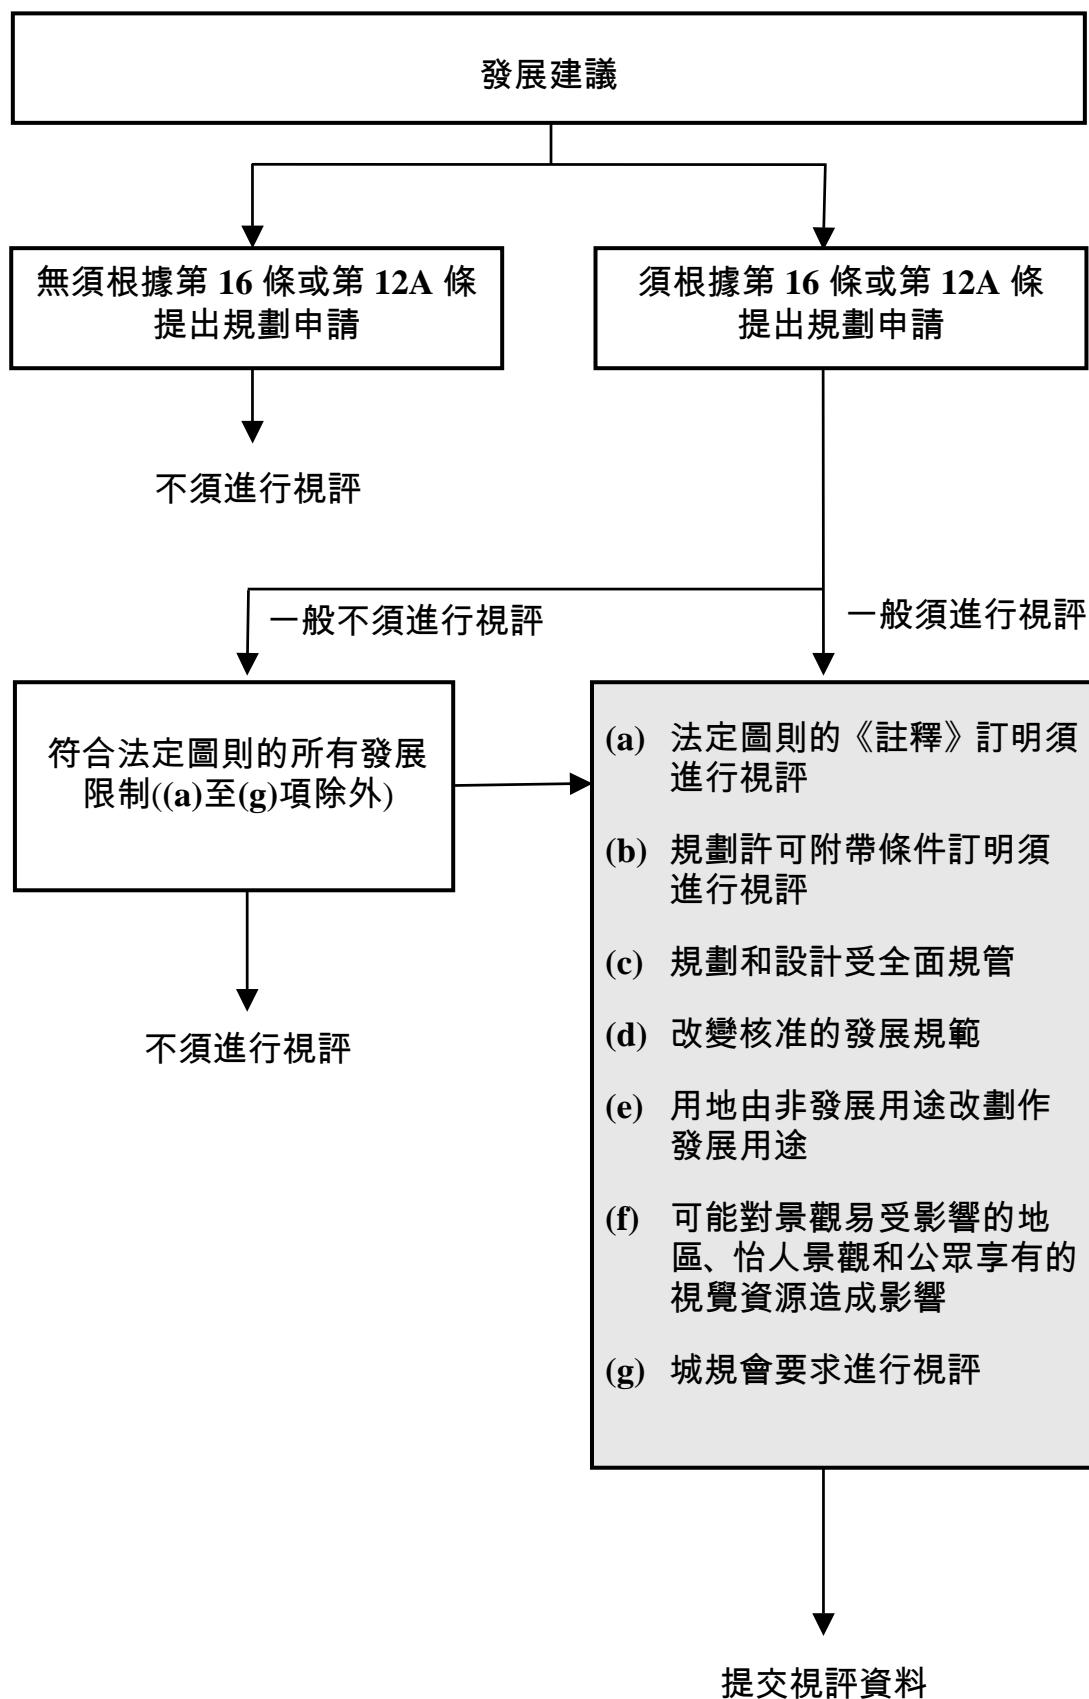 發展建議
無須根據第 16 條或第 12A 條
提出規劃申請
須根據第 16 條或第 12A 條
提出規劃申請
不須進行視評
一般不須進行視評
一般須進行視評
符合法定圖則的所有發展
限制((a)至(g)項除外)
不須進行視評
(a) 法定圖則的《註釋》訂明須
進行視評
(b) 規劃許可附帶條件訂明須
進行視評
(c) 規劃和設計受全面規管
(d) 改變核准的發展規範
(e) 用地由非發展用途改劃作
發展用途
(f) 可能對景觀易受影響的地
區、怡人景觀和公眾享有的
視覺資源造成影響
(g) 城規會要求進行視評
提交視評資料